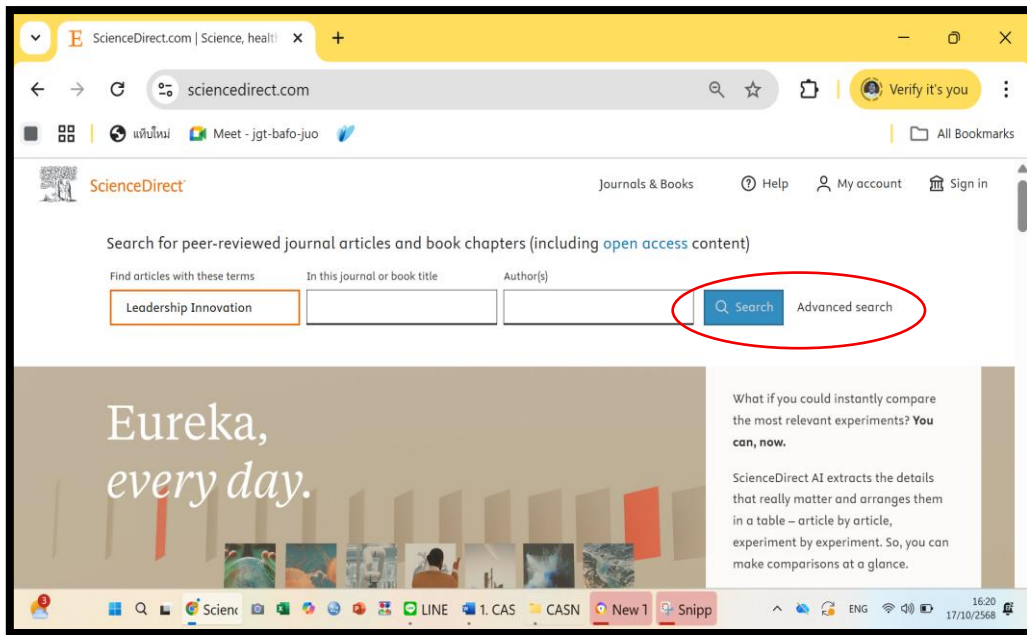 ScienceDirect.com | Science, healt
sciencedirect.com
Verify it's you
แท็บใหม่
Meet - jgt-bafo-juo
All Bookmarks
ScienceDirect
Journals & Books
Help
My account
Sign in
Search for peer-reviewed journal articles and book chapters (including open access content)
Find articles with these terms
In this journal or book title
Author(s)
Leadership Innovation
Search
Advanced search
Eureka,
every day.
What if you could instantly compare
the most relevant experiments? You
can, now.
ScienceDirect AI extracts the details
that really matter and arranges them
in a table – article by article,
experiment by experiment. So, you can
make comparisons at a glance.
3
Scienc
LINE
1. CAS
CASN
New 1
Snipp
ENG
16:20
17/10/2568